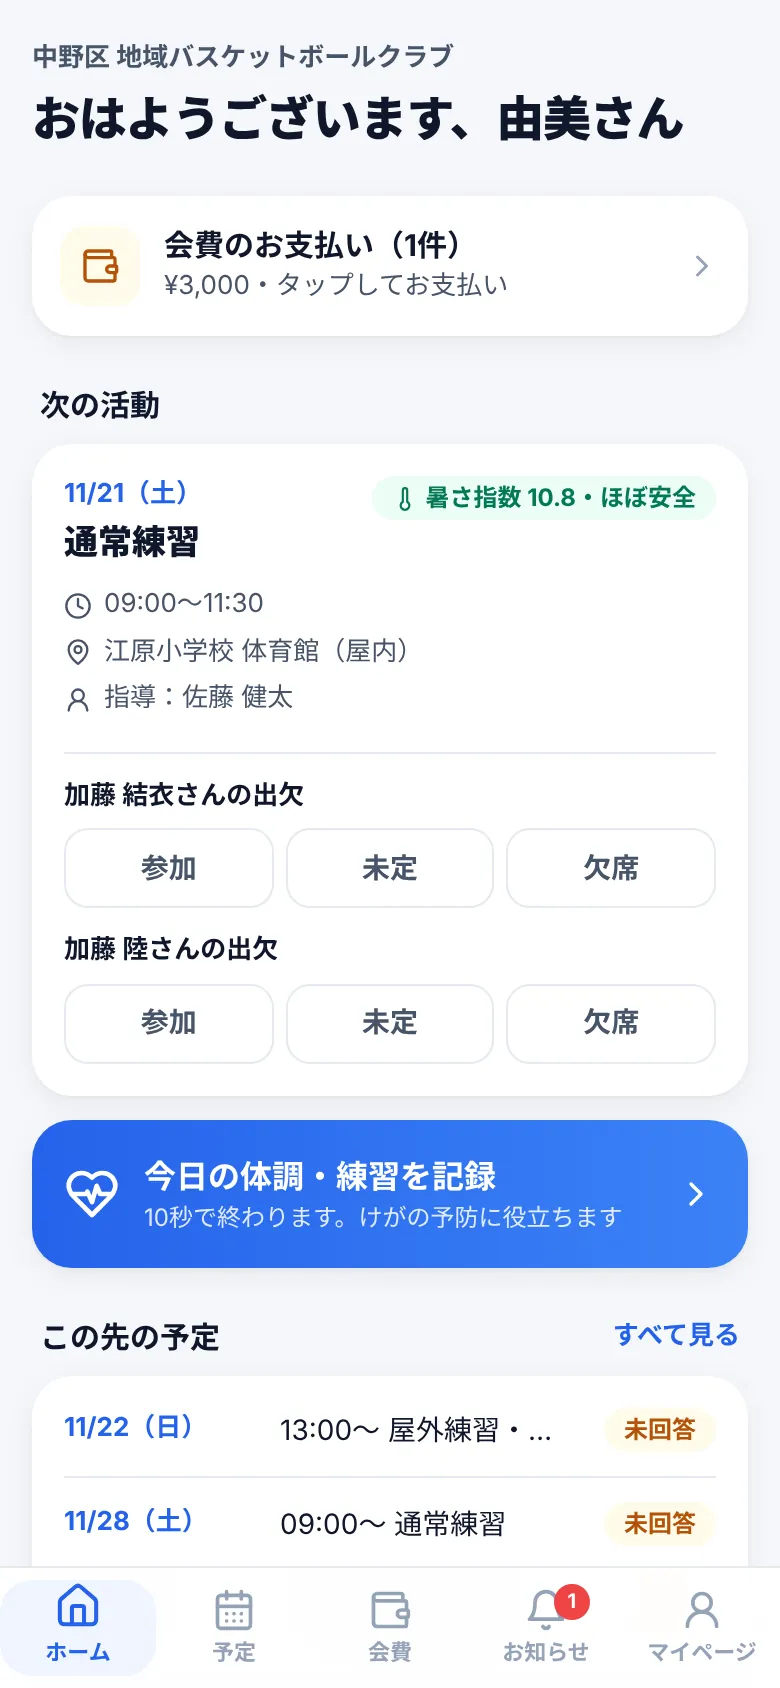 中野区 地域バスケットボールクラブ
おはようございます、由美さん
会費のお支払い（1件）
¥3,000・タップしてお支払い
次の活動
11/21（土）
暑さ指数 10.8・ほぼ安全
通常練習
09:00〜11:30
江原小学校 体育館（屋内）
指導：佐藤 健太
加藤 結衣さんの出欠
参加 未定 欠席
加藤 陸さんの出欠
参加 未定 欠席
今日の体調・練習を記録
10秒で終わります。けがの予防に役立ちます
この先の予定 すべて見る
11/22（日） 13:00〜 屋外練習・... 未回答
11/28（土） 09:00〜 通常練習 未回答
1
ホーム 予定 会費 お知らせ マイページ